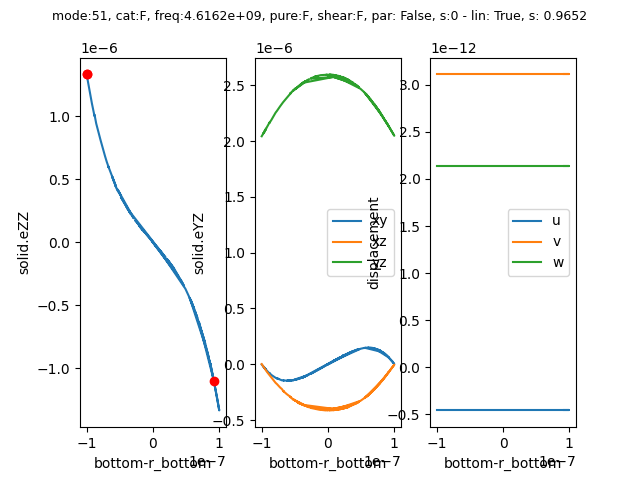 mode:51, cat:F, freq:4.6162e+09, pure:F, shear:F, par: False, s:0 - lin: True, s: 0.9652
1e−6
1.0
0.5
0.0
−0.5
−1.0
solid.eZZ
−1
0
1
1e−7
bottom-r_bottom
1e−6
2.5
2.0
1.5
1.0
0.5
0.0
−0.5
solid.eYZ
xy
xz
yz
−1
0
1
1e−7
bottom-r_bottom
1e−12
3.0
2.5
2.0
1.5
1.0
0.5
0.0
−0.5
displacement
u
v
w
−1
0
1
1e−7
bottom-r_bottom